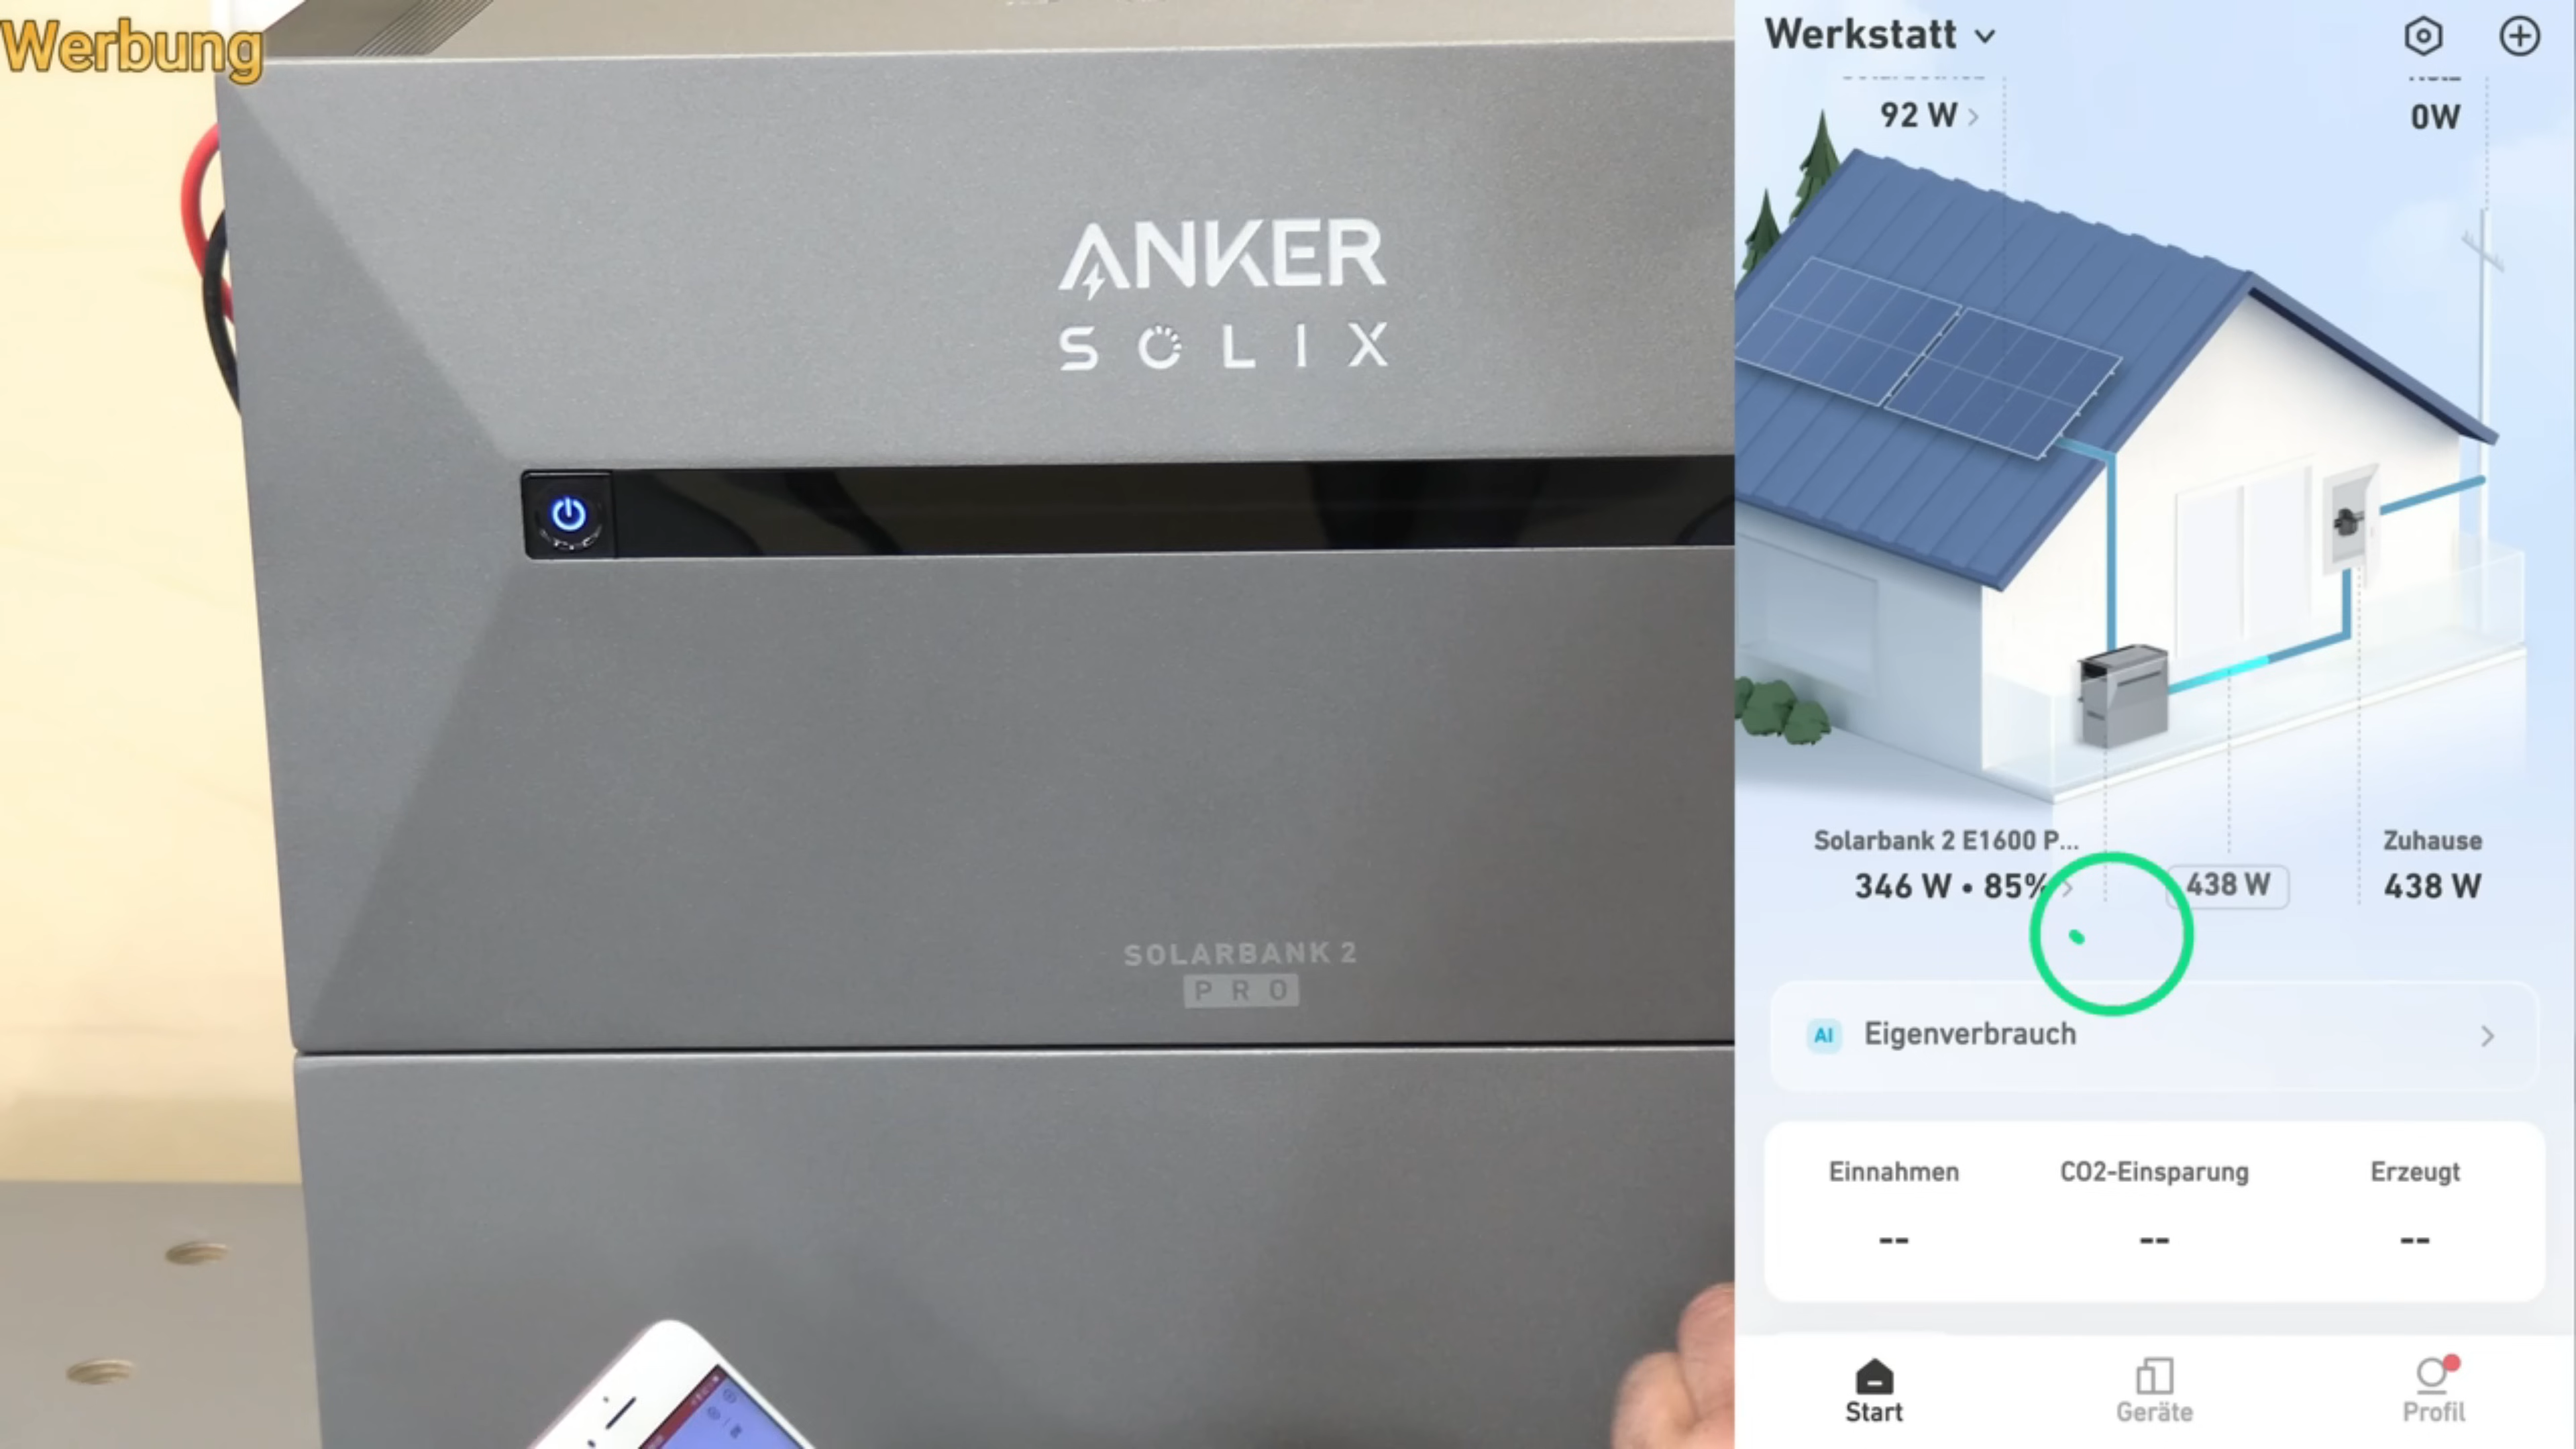 Werbung
ANKER
SOLIX
SOLARBANK 2
PRO
Werkstatt
92 W
0W
Solarbank 2 E1600 P...
346 W • 85%
438 W
Zuhause
438 W
AI Eigenverbrauch
Einnahmen
--
CO2-Einsparung
--
Erzeugt
--
Start
Geräte
Profil